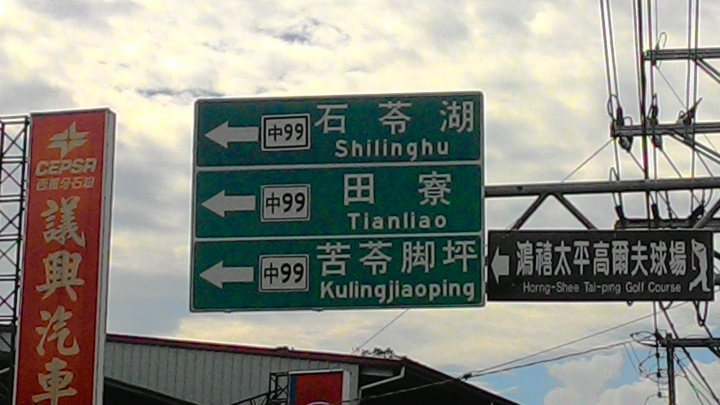 中99 石苓湖
Shilinghu
中99 田寮
Tianliao
中99 苦苓脚坪
Kulingjiaoping
鴻禧太平高爾夫球場
Horng-Shee Tai-ping Golf Course
CEPSA
西班牙石油
議興汽車